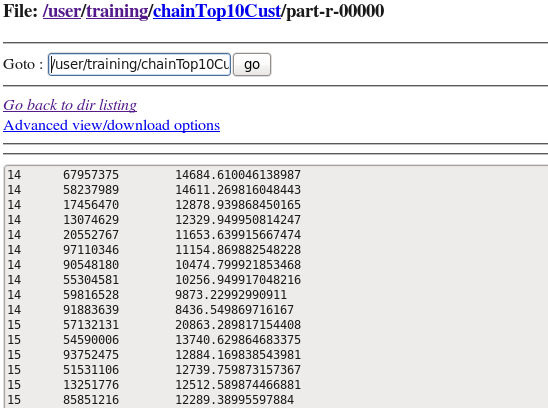 File: /user/training/chainTop10Cust/part-r-00000
Goto : /user/training/chainTop10Cu go
Go back to dir listing
Advanced view/download options
14 67957375 14684.610046138987
14 58237989 14611.269816048443
14 17456470 12878.939868450165
14 13074629 12329.949950814247
14 20552767 11653.639915667474
14 97110346 11154.869882548228
14 90548180 10474.799921853468
14 55304581 10256.949917048216
14 59816528 9873.22992990911
14 91883639 8436.549869716167
15 57132131 20863.289817154408
15 54590006 13740.629864683375
15 93752475 12884.169838543981
15 51531106 12739.759873157367
15 13251776 12512.589874466881
15 85851216 12289.38995597884